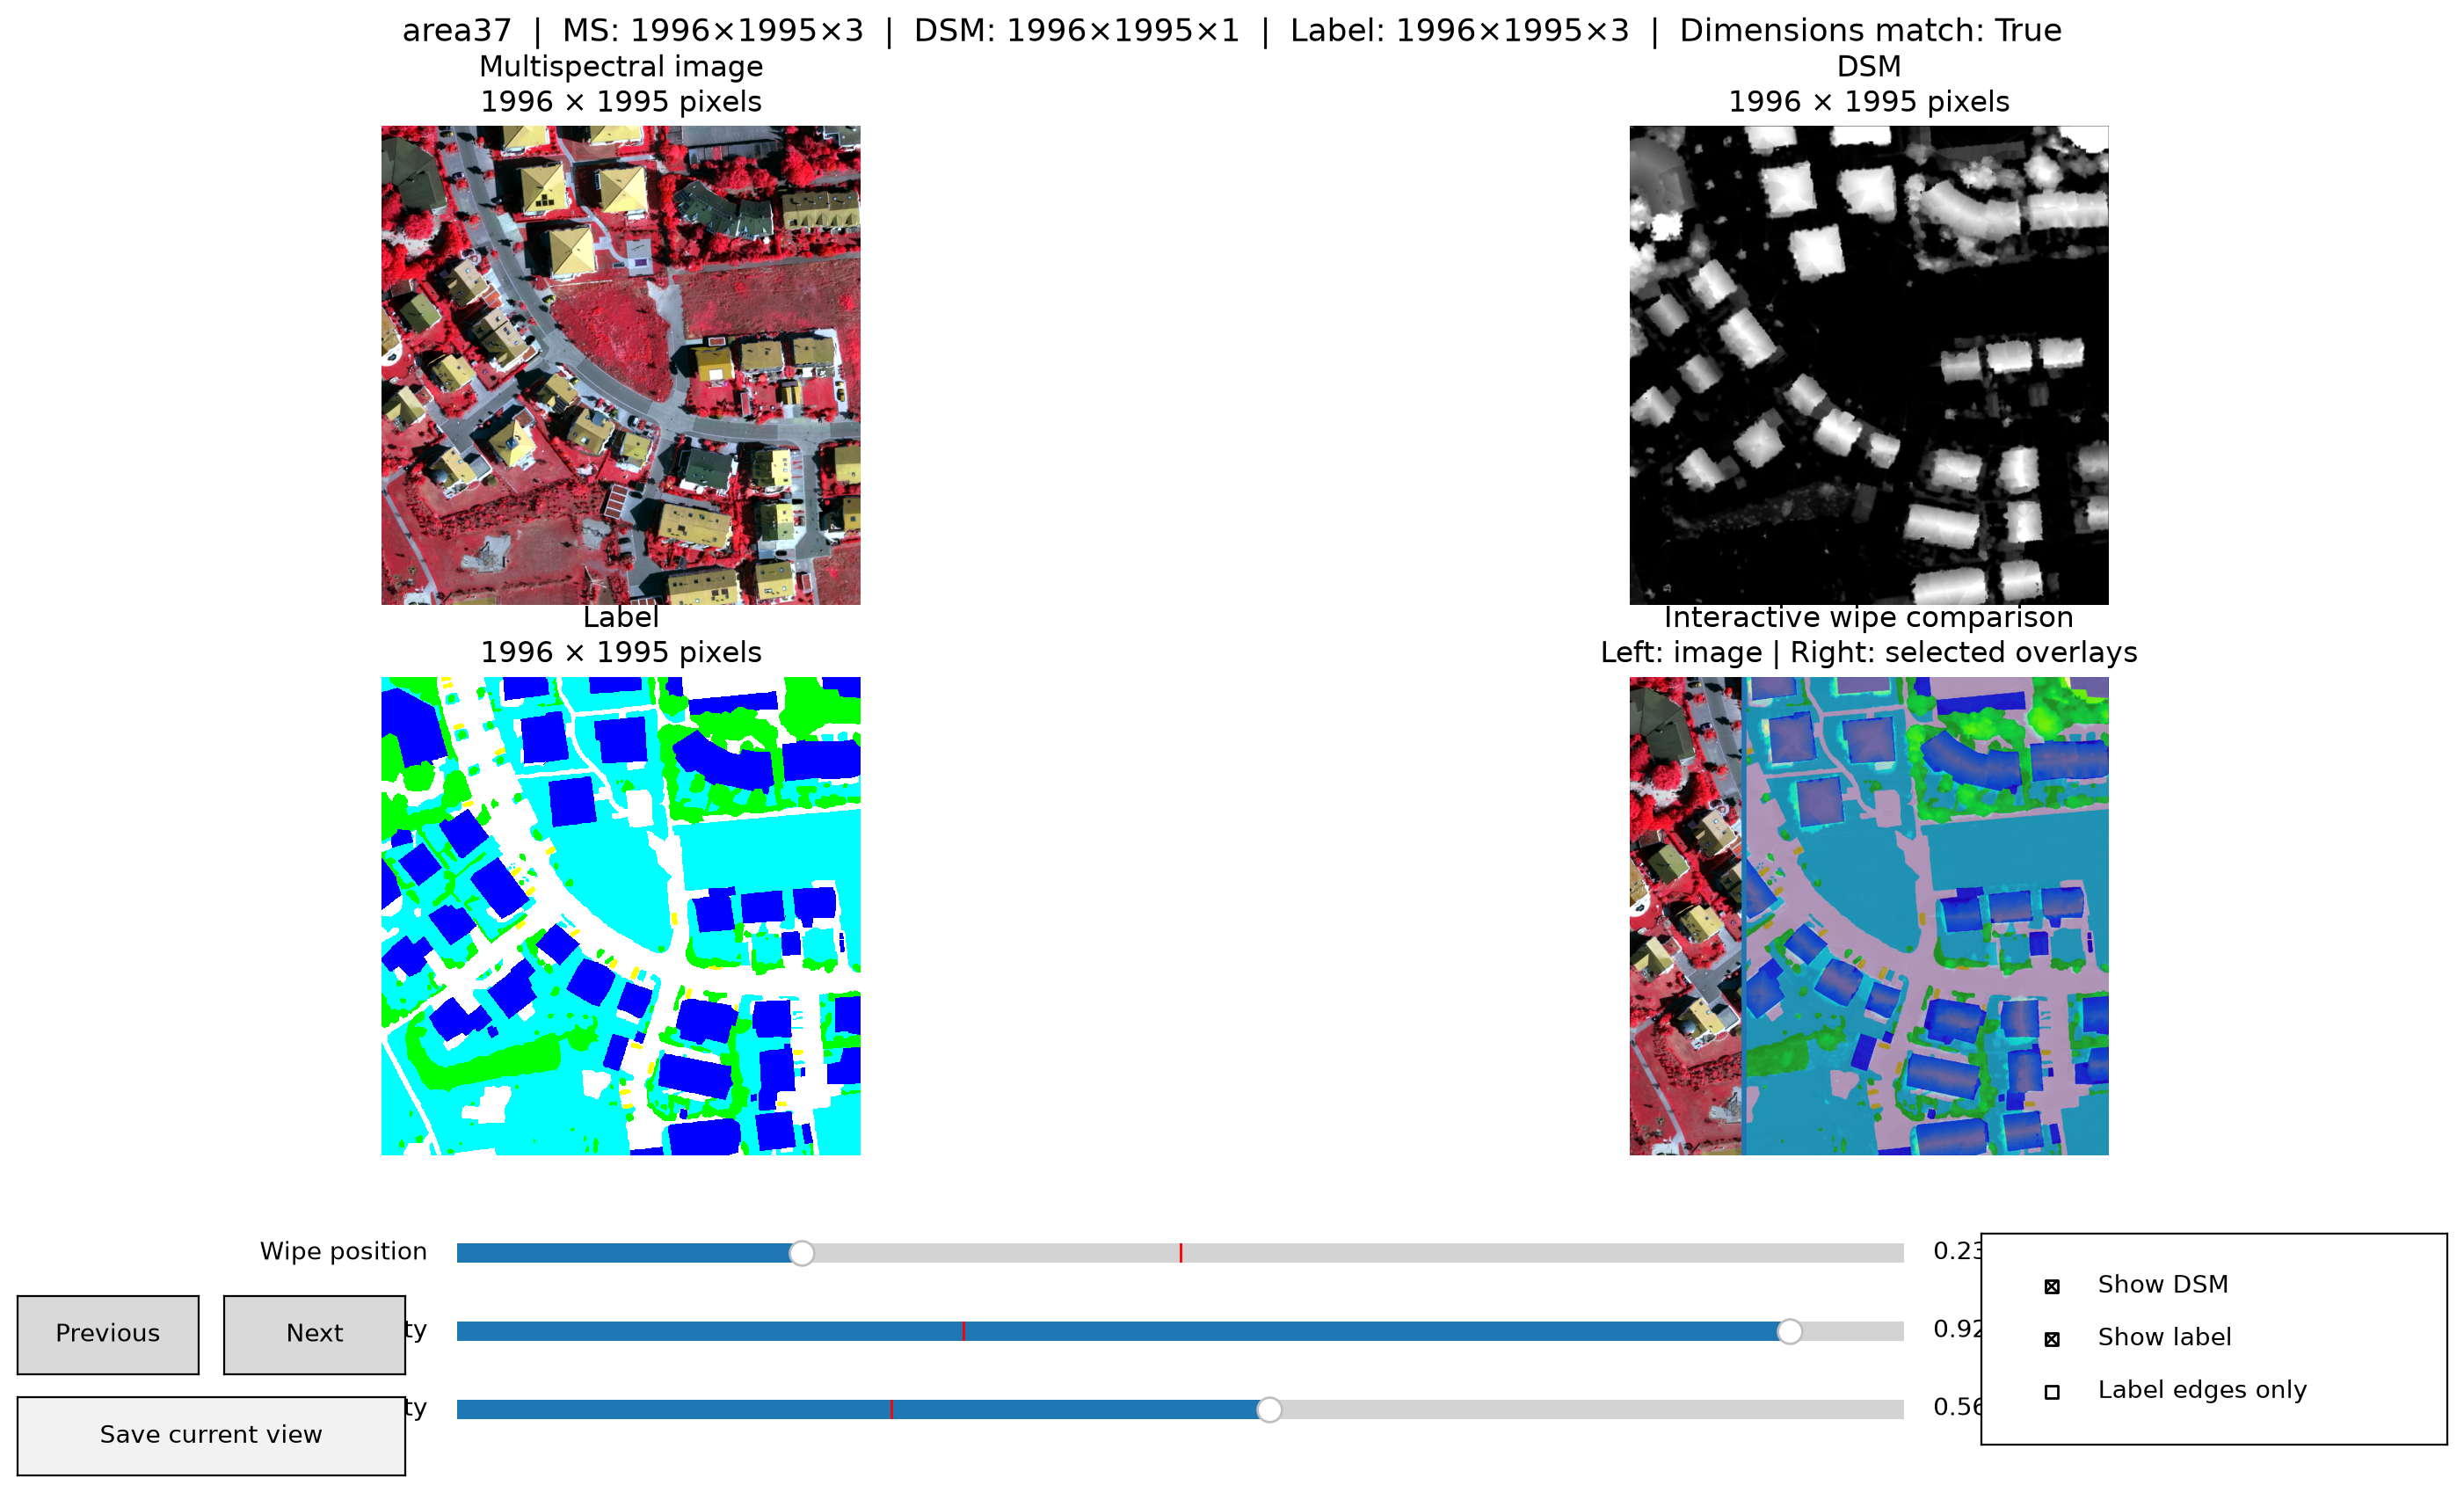 area37 | MS: 1996×1995×3 | DSM: 1996×1995×1 | Label: 1996×1995×3 | Dimensions match: True
Multispectral image
1996 × 1995 pixels
DSM
1996 × 1995 pixels
Label
1996 × 1995 pixels
Interactive wipe comparison
Left: image | Right: selected overlays
Wipe position
0.23
Previous
Next
ty
0.92
Save current view
ty
0.56
Show DSM
Show label
Label edges only